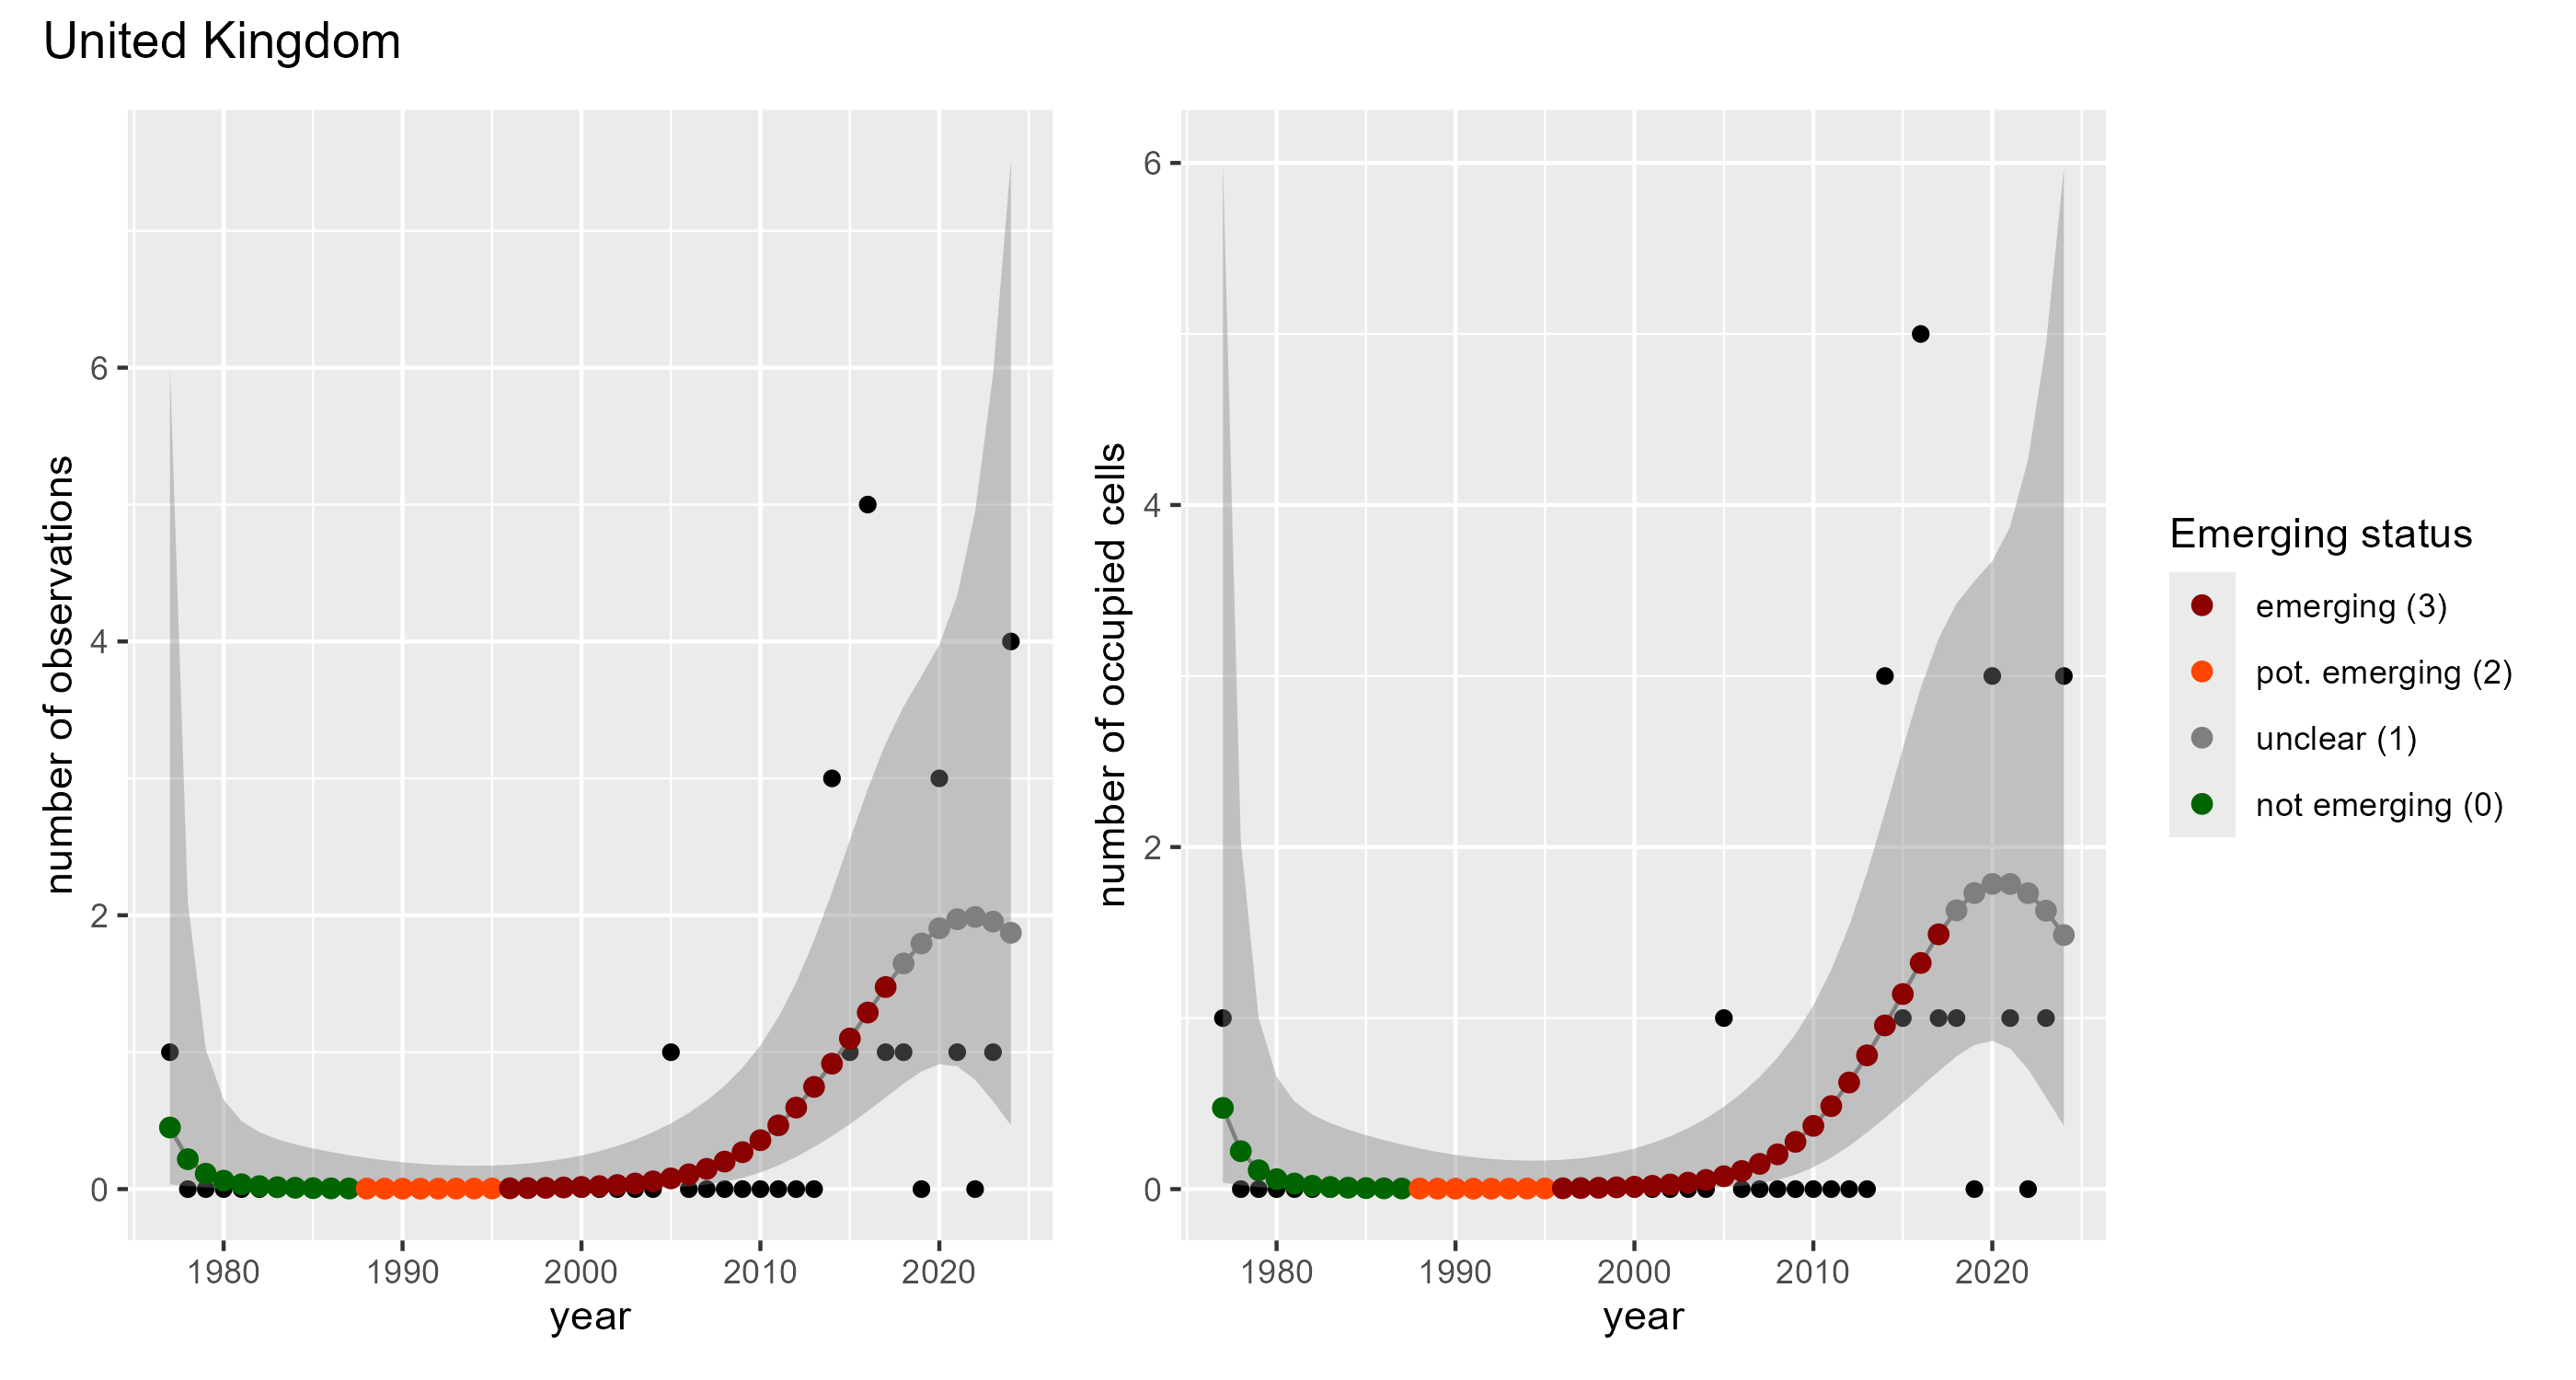 United Kingdom
number of observations
6
4
2
0
1980 1990 2000 2010 2020
year
number of occupied cells
6
4
2
0
1980 1990 2000 2010 2020
year
Emerging status
emerging (3)
pot. emerging (2)
unclear (1)
not emerging (0)